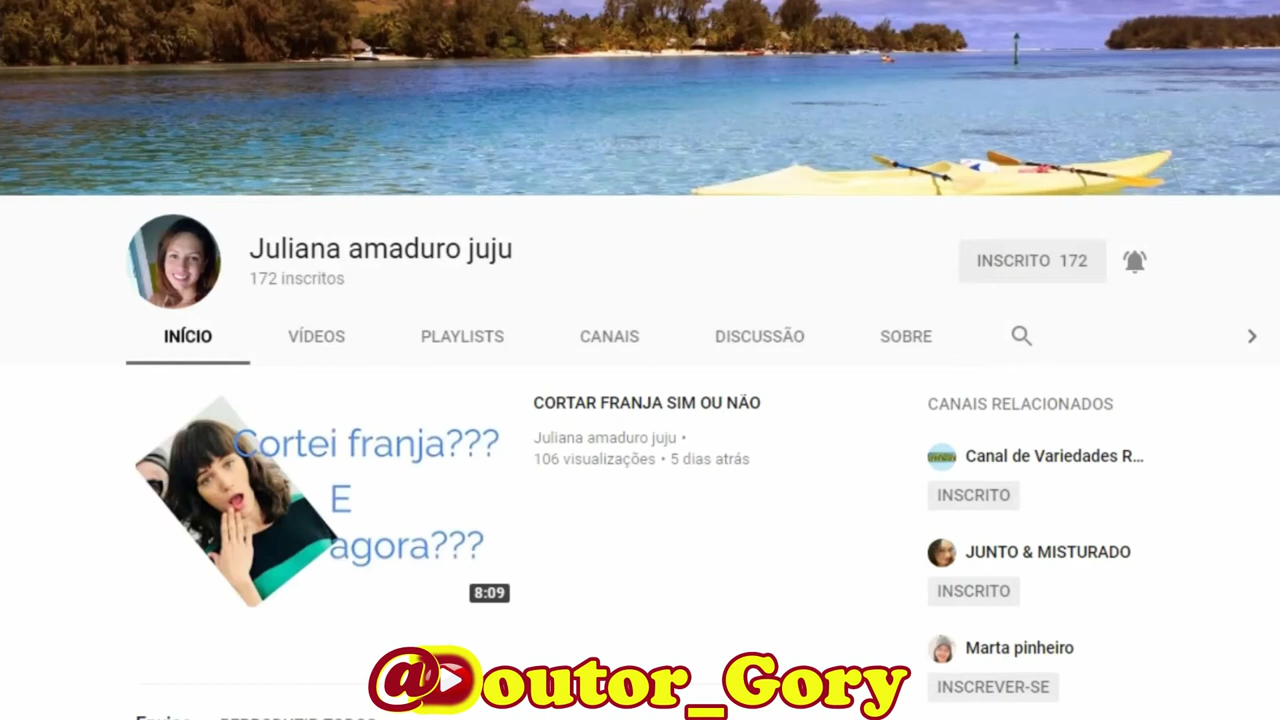 Juliana amaduro juju
172 inscritos
INSCRITO 172
INÍCIO VÍDEOS PLAYLISTS CANAIS DISCUSSÃO SOBRE
Cortei franja???
E
agora???
8:09
CORTAR FRANJA SIM OU NÃO
Juliana amaduro juju •
106 visualizações • 5 dias atrás
CANAIS RELACIONADOS
Canal de Variedades R...
INSCRITO
JUNTO & MISTURADO
INSCRITO
Marta pinheiro
INSCREVER-SE
@Doutor_Gory